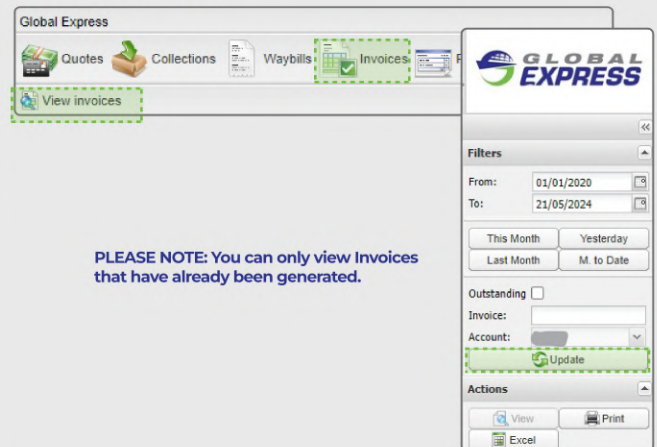 Global Express
Quotes Collections Waybills Invoices
View invoices
GLOBAL
EXPRESS
Filters
From: 01/01/2020
To: 21/05/2024
This Month Yesterday
Last Month M. to Date
PLEASE NOTE: You can only view Invoices
that have already been generated.
Outstanding
Invoice:
Account:
Update
Actions
View Print
Excel